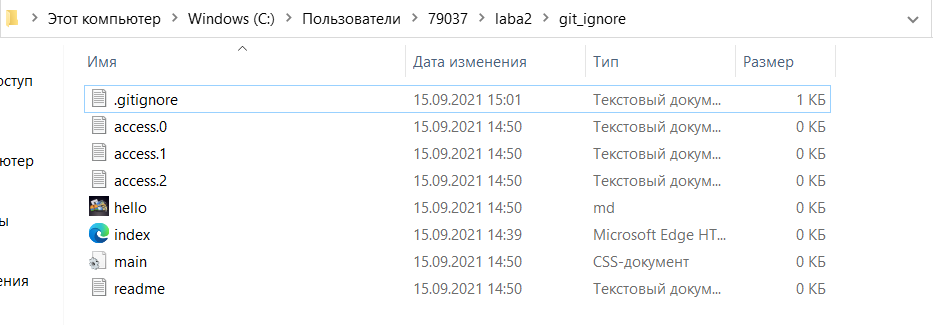 Этот компьютер > Windows (C:) > Пользователи > 79037 > laba2 > git_ignore
Имя Дата изменения Тип Размер
оступ
.gitignore 15.09.2021 15:01 Текстовый докум... 1 КБ
access.0 15.09.2021 14:50 Текстовый докум... 0 КБ
ютер access.1 15.09.2021 14:50 Текстовый докум... 0 КБ
access.2 15.09.2021 14:50 Текстовый докум... 0 КБ
hello 15.09.2021 14:50 md 0 КБ
ы
index 15.09.2021 14:39 Microsoft Edge HT... 0 КБ
main 15.09.2021 14:50 CSS-документ 0 КБ
ения readme 15.09.2021 14:50 Текстовый докум... 0 КБ